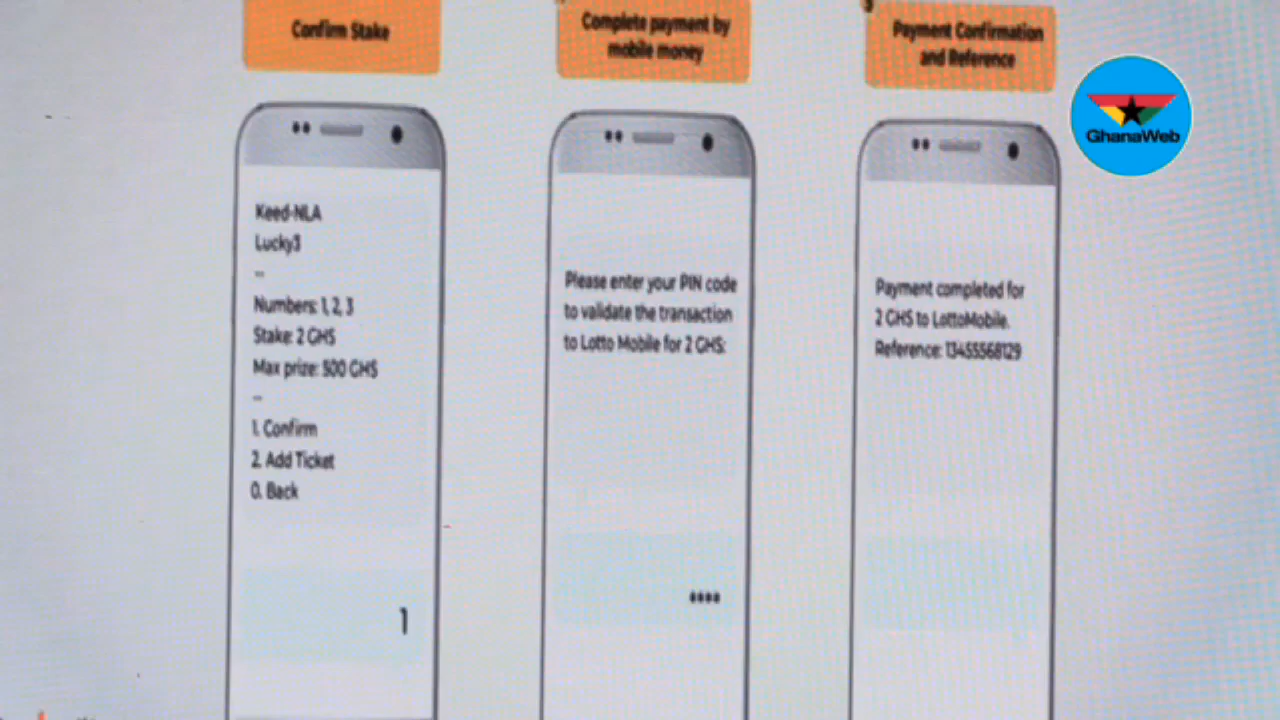 Confirm Stake
Complete payment by
mobile money
Payment Confirmation
and Reference
GhanaWeb
Keed-NLA
Lucky3
--
Numbers: 1, 2, 3
Stake: 2 GHS
Max prize: 500 GHS
--
1. Confirm
2. Add Ticket
0. Back
1
Please enter your PIN code
to validate the transaction
to Lotto Mobile for 2 GHS:
****
Payment completed for
2 GHS to LottoMobile.
Reference: 13455568129